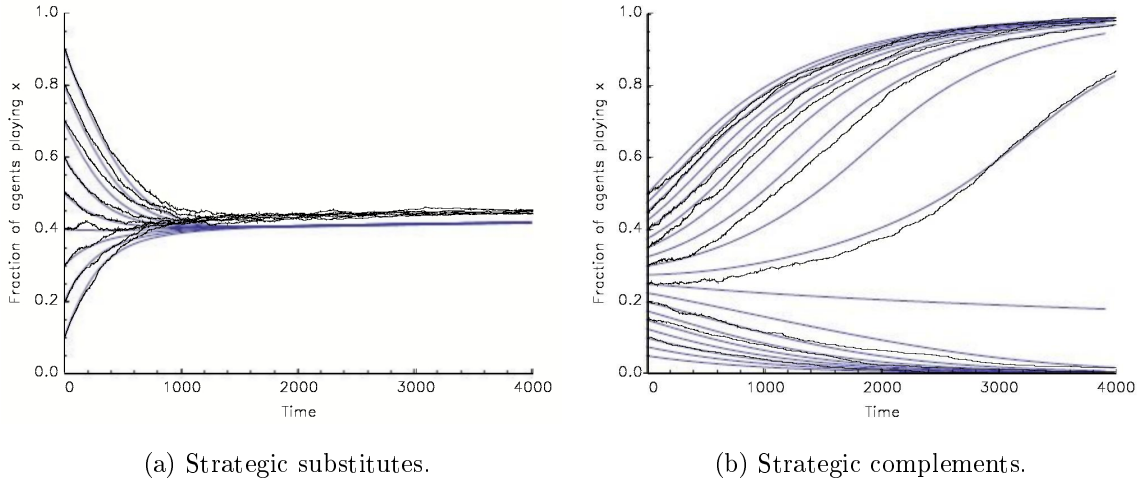 1.0
0.8
0.6
0.4
0.2
0.0
Fraction of agents playing x
0 1000 2000 3000 4000
Time
(a) Strategic substitutes.
1.0
0.8
0.6
0.4
0.2
0.0
Fraction of agents playing x
0 1000 2000 3000 4000
Time
(b) Strategic complements.